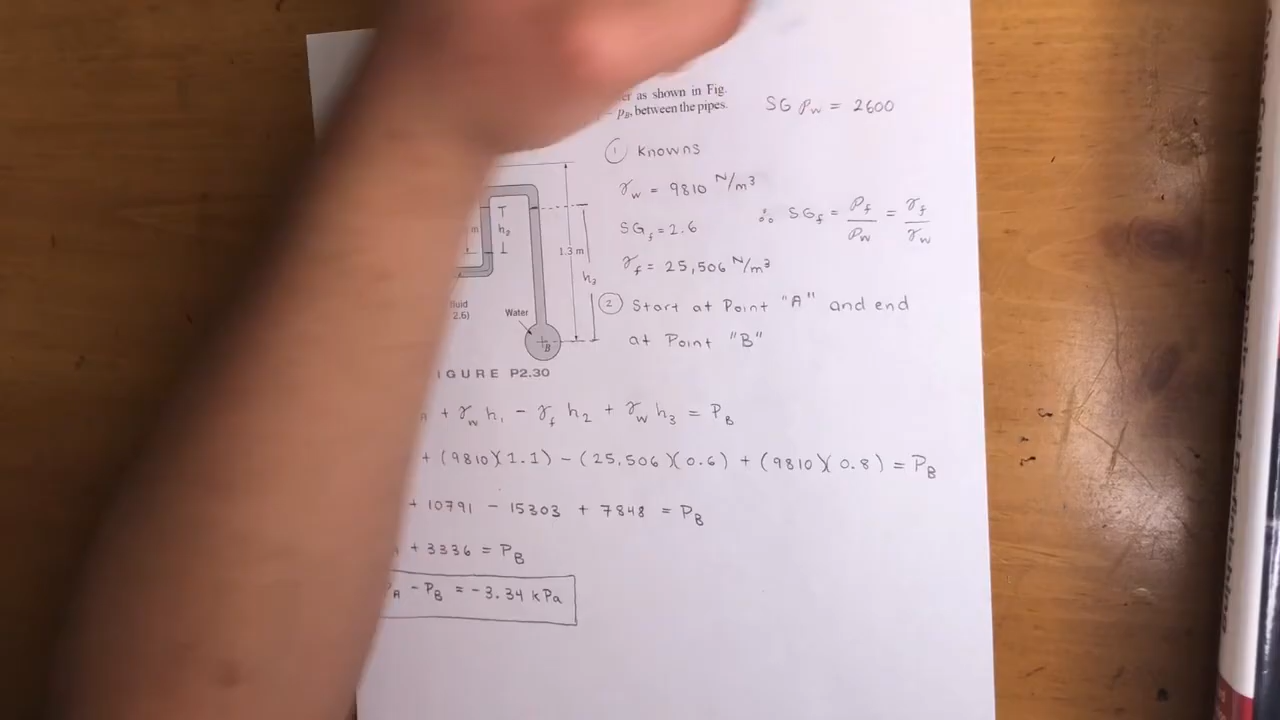 as shown in Fig.
p_B, between the pipes.
SG ρ_w = 2600
① Knowns
γ_w = 9810 N/m³
∴ SG_f = ρ_f/ρ_w = γ_f/γ_w
SG_f = 2.6
γ_f = 25,506 N/m³
② Start at Point "A" and end
at Point "B"
m
h₂
1.3 m
h₃
2.6)
Water
B
GURE P2.30
+ γ_w h₁ − γ_f h₂ + γ_w h₃ = P_B
+ (9810)(1.1) − (25,506)(0.6) + (9810)(0.8) = P_B
+ 10791 − 15303 + 7848 = P_B
+ 3336 = P_B
P_A − P_B = −3.34 kPa
and Refinishing